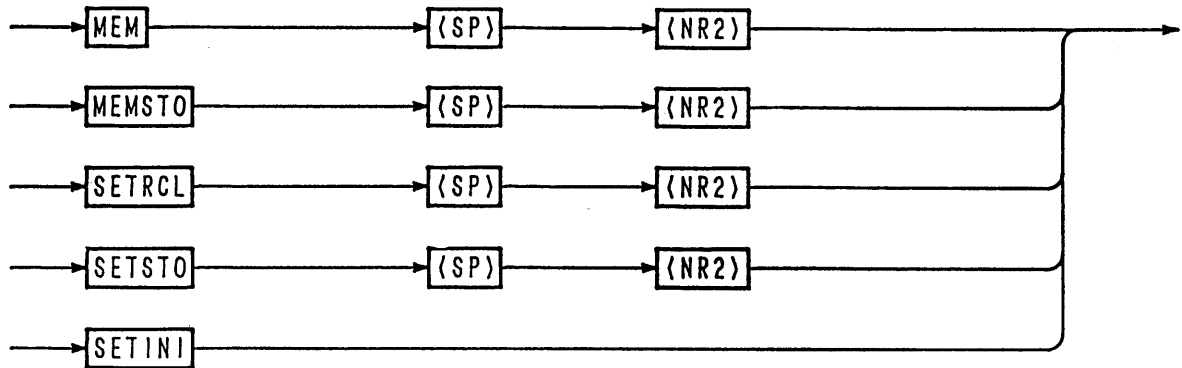 MEM ⟨SP⟩ ⟨NR2⟩
MEMSTO ⟨SP⟩ ⟨NR2⟩
SETRCL ⟨SP⟩ ⟨NR2⟩
SETSTO ⟨SP⟩ ⟨NR2⟩
SETINI